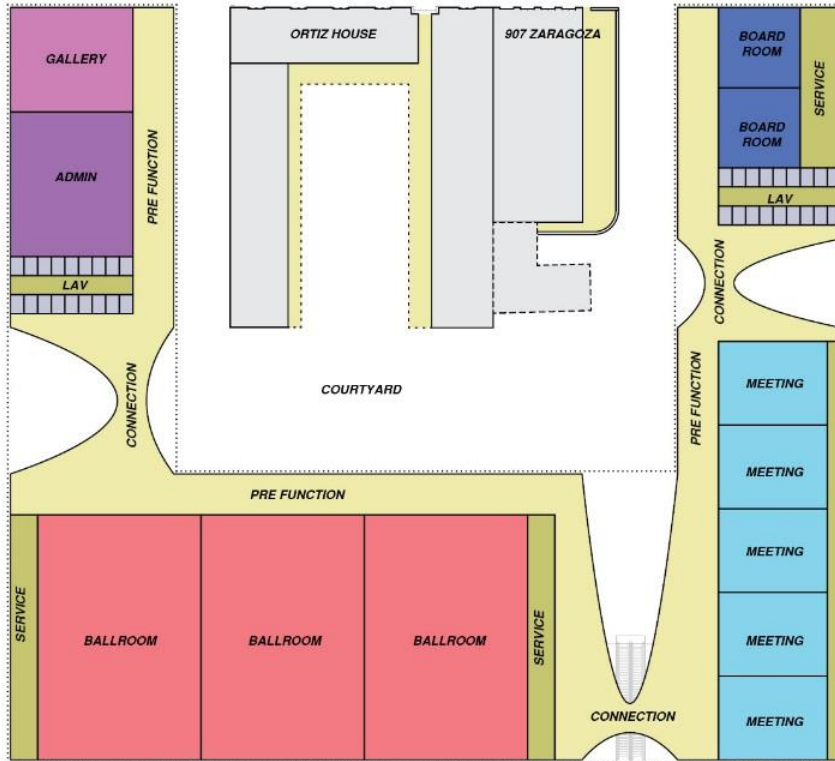 ORTIZ HOUSE
907 ZARAGOZA
BOARD
ROOM
GALLERY
SERVICE
BOARD
ROOM
ADMIN
PRE FUNCTION
LAV
LAV
CONNECTION
CONNECTION
COURTYARD
MEETING
PRE FUNCTION
MEETING
PRE FUNCTION
MEETING
SERVICE
BALLROOM
BALLROOM
BALLROOM
SERVICE
MEETING
CONNECTION
MEETING